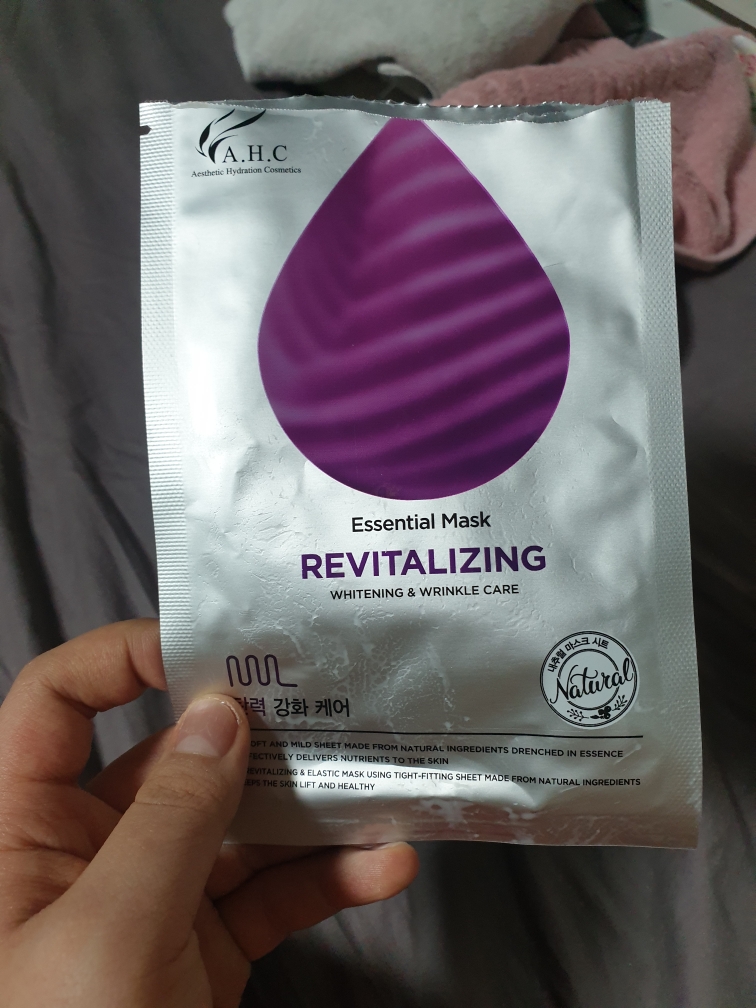 A.H.C
Aesthetic Hydration Cosmetics
Essential Mask
REVITALIZING
WHITENING & WRINKLE CARE
내추럴 마스크 시트
Natural
강화 케어
AND MILD SHEET MADE FROM NATURAL INGREDIENTS DRENCHED IN ESSENCE
DELIVERS NUTRIENTS TO THE SKIN
REVITALIZING & ELASTIC MASK USING TIGHT-FITTING SHEET MADE FROM NATURAL INGREDIENTS
THE SKIN LIFT AND HEALTHY